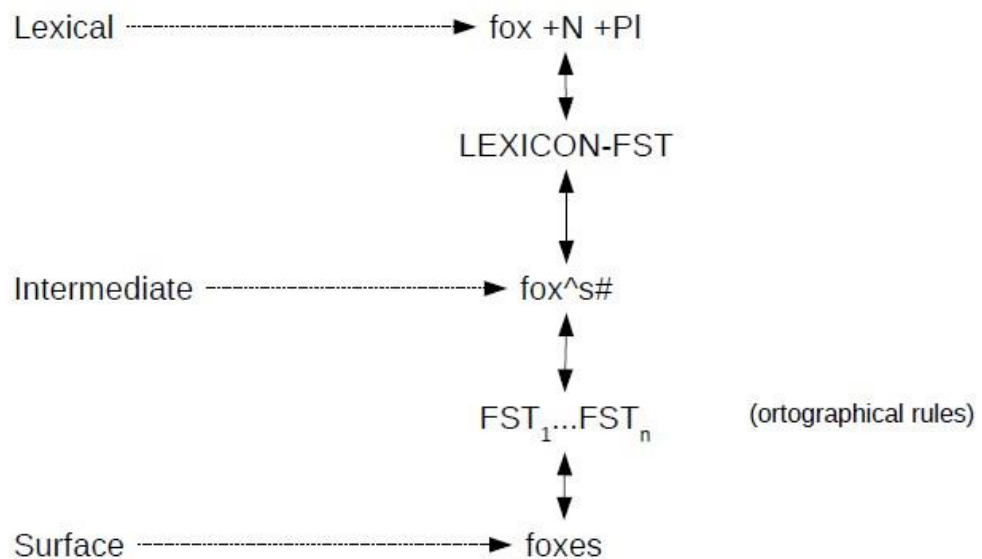 Lexical fox +N +Pl
LEXICON-FST
Intermediate fox^s#
FST1...FSTn (ortographical rules)
Surface foxes